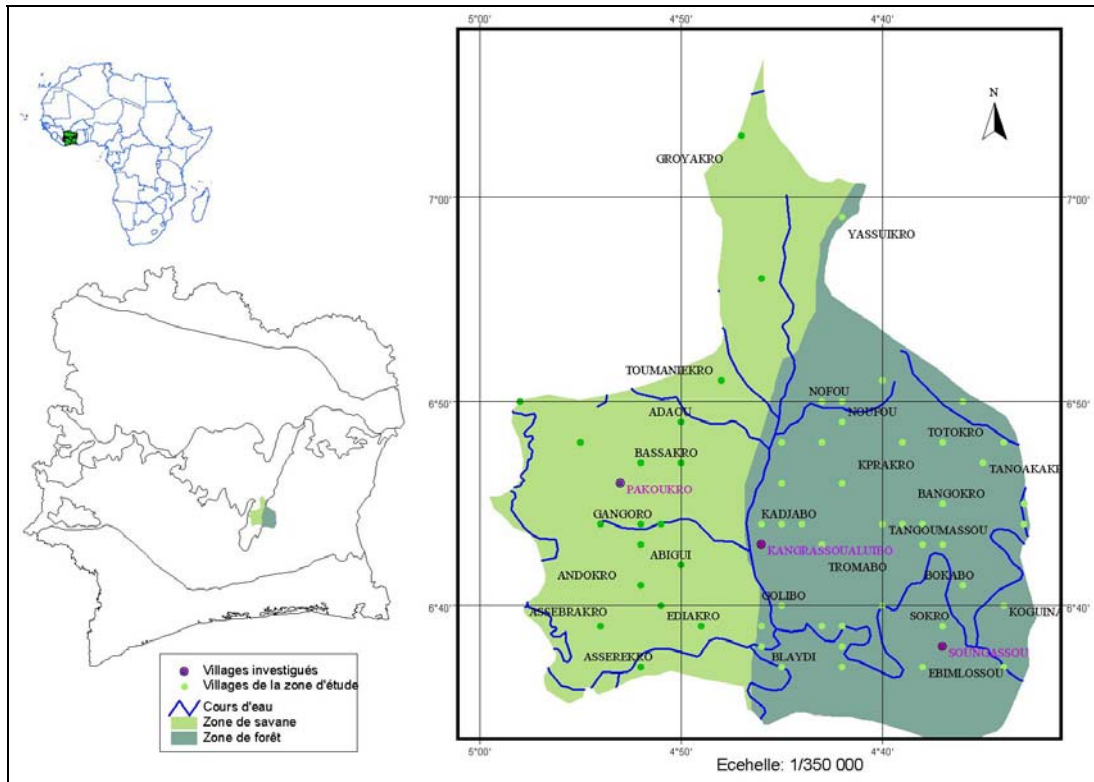 5°00'
4°50'
4°40'
N
GROYAKRO
7°00'
7°00'
YASSUIKRO
TOUMANIEKRO
NOFOU
6°50'
6°50'
ADAOU
NOUFOU
TOTOKRO
BASSAKRO
KPRAKRO
TANOAKAKR
PAKOUKRO
BANGOKRO
GANGORO
KADJABO
TANGOUMASSOU
KANGRASSOUALUIBO
ABIGUI
TROMABO
ANDOKRO
BOKABO
6°40'
6°40'
ASSEBRAKRO
EDIAKRO
GOLIBO
SOKRO
KOGUINA
ASSEREKRO
BLAYDI
SOUNOASSOU
EBIMLOSSOU
Villages investigués
Villages de la zone d'étude
Cours d'eau
Zone de savane
Zone de forêt
5°00'
4°50'
4°40'
Ecehelle: 1/350 000